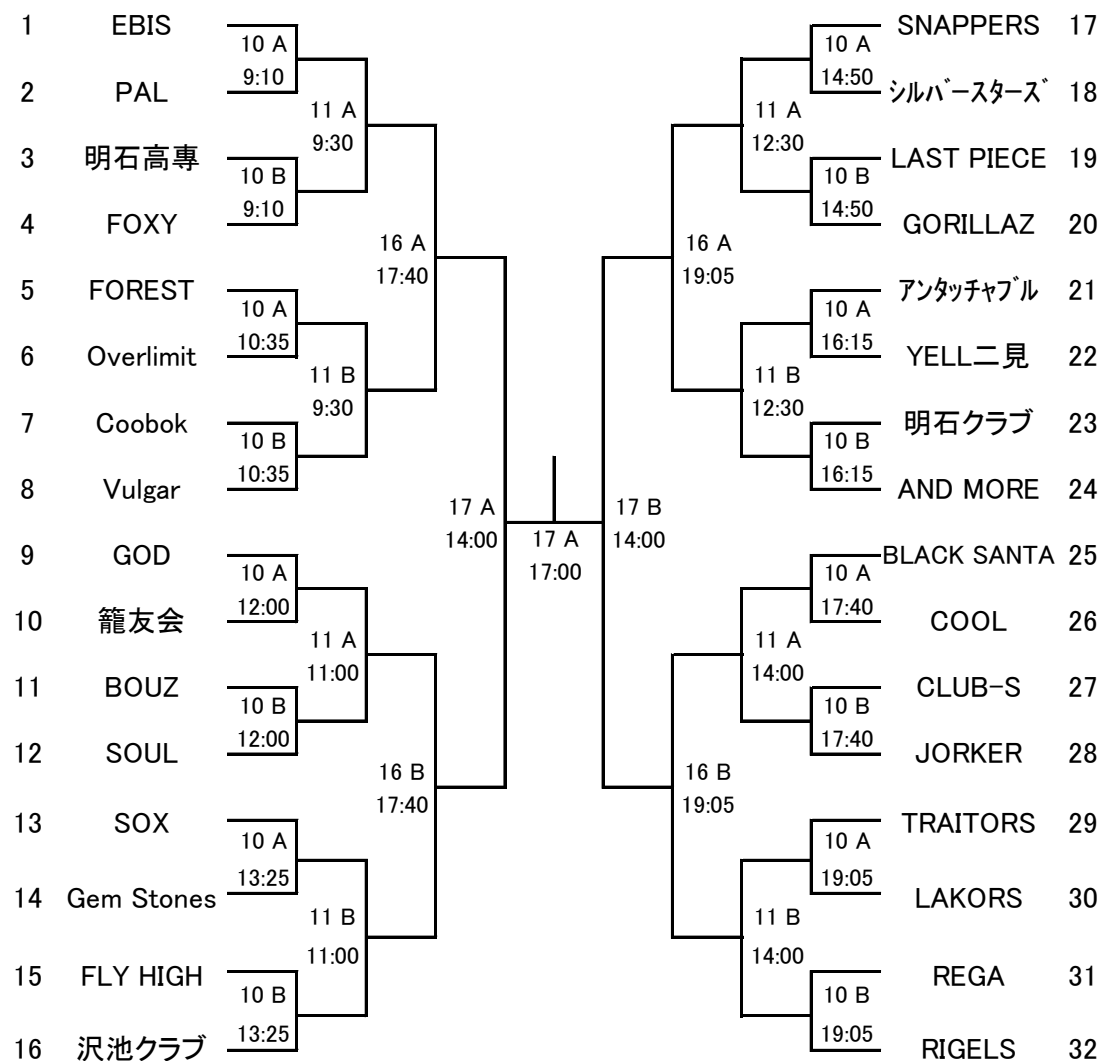 1 EBIS
10 A
9:10
2 PAL
11 A
9:30
3 明石高専
10 B
9:10
4 FOXY
16 A
17:40
5 FOREST
10 A
10:35
6 Overlimit
11 B
9:30
7 Coobok
10 B
10:35
8 Vulgar
17 A
14:00
9 GOD
10 A
12:00
10 籠友会
11 A
11:00
11 BOUZ
10 B
12:00
12 SOUL
16 B
17:40
13 SOX
10 A
13:25
14 Gem Stones
11 B
11:00
15 FLY HIGH
10 B
13:25
16 沢池クラブ
17 A
17:00
SNAPPERS 17
10 A
14:50
シルバースターズ 18
11 A
12:30
LAST PIECE 19
10 B
14:50
GORILLAZ 20
16 A
19:05
アンタッチャブル 21
10 A
16:15
YELL二見 22
11 B
12:30
明石クラブ 23
10 B
16:15
AND MORE 24
17 B
14:00
BLACK SANTA 25
10 A
17:40
COOL 26
11 A
14:00
CLUB-S 27
10 B
17:40
JORKER 28
16 B
19:05
TRAITORS 29
10 A
19:05
LAKORS 30
11 B
14:00
REGA 31
10 B
19:05
RIGELS 32